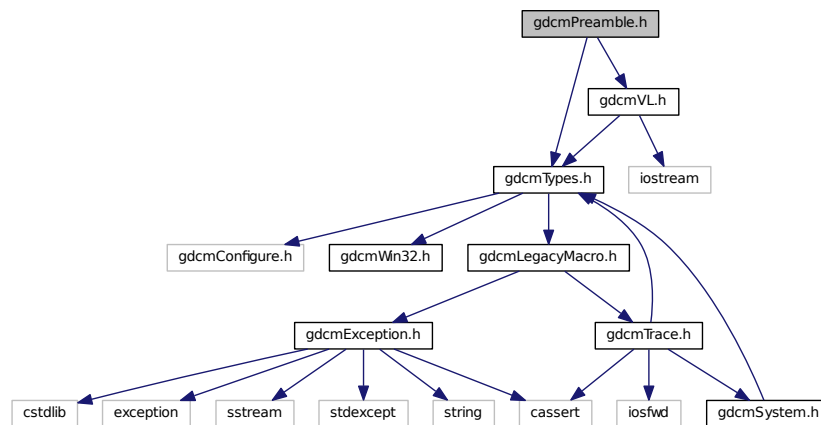 gdcmPreamble.h
gdcmVL.h
gdcmTypes.h
iostream
gdcmConfigure.h
gdcmWin32.h
gdcmLegacyMacro.h
gdcmException.h
gdcmTrace.h
cstdlib
exception
sstream
stdexcept
string
cassert
iosfwd
gdcmSystem.h